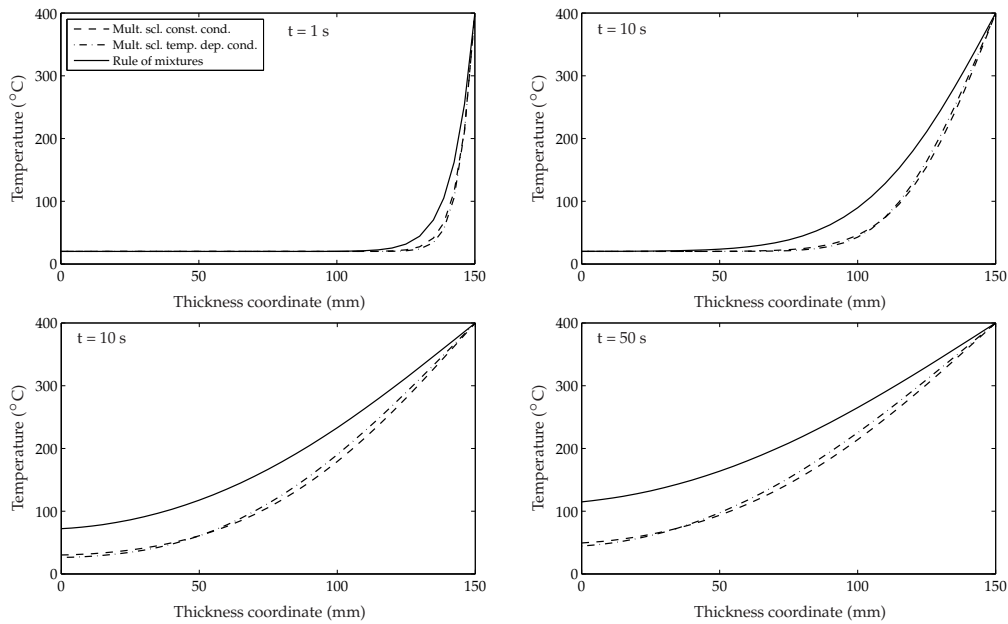 400
300
200
100
0
Temperature (°C)
Mult. scl. const. cond.
Mult. scl. temp. dep. cond.
Rule of mixtures
t = 1 s
0 50 100 150
Thickness coordinate (mm)
400
300
200
100
0
Temperature (°C)
t = 10 s
0 50 100 150
Thickness coordinate (mm)
400
300
200
100
0
Temperature (°C)
t = 10 s
0 50 100 150
Thickness coordinate (mm)
400
300
200
100
0
Temperature (°C)
t = 50 s
0 50 100 150
Thickness coordinate (mm)